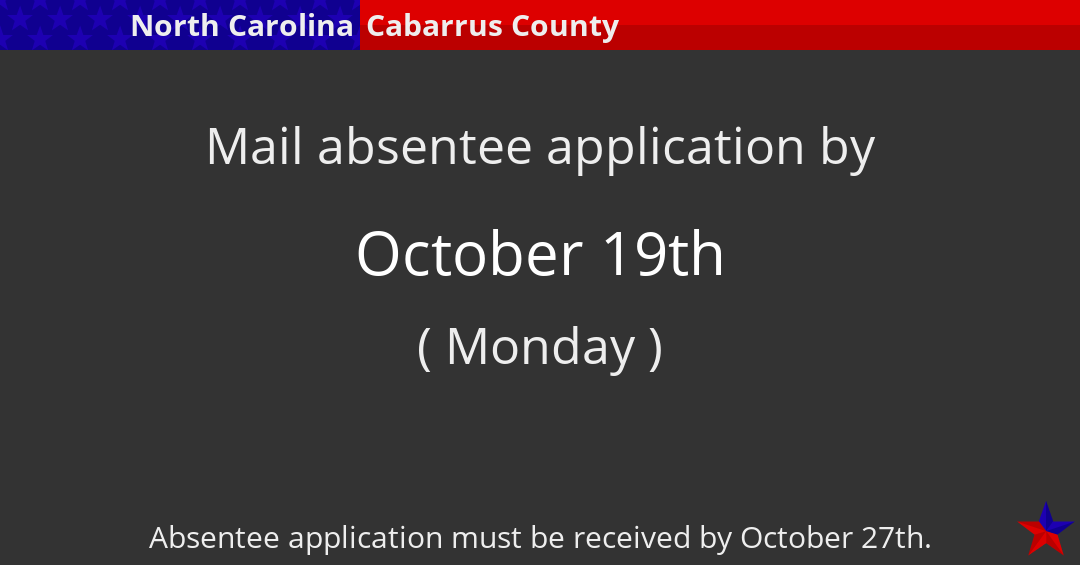 North Carolina Cabarrus County
Mail absentee application by
October 19th
( Monday )
Absentee application must be received by October 27th.